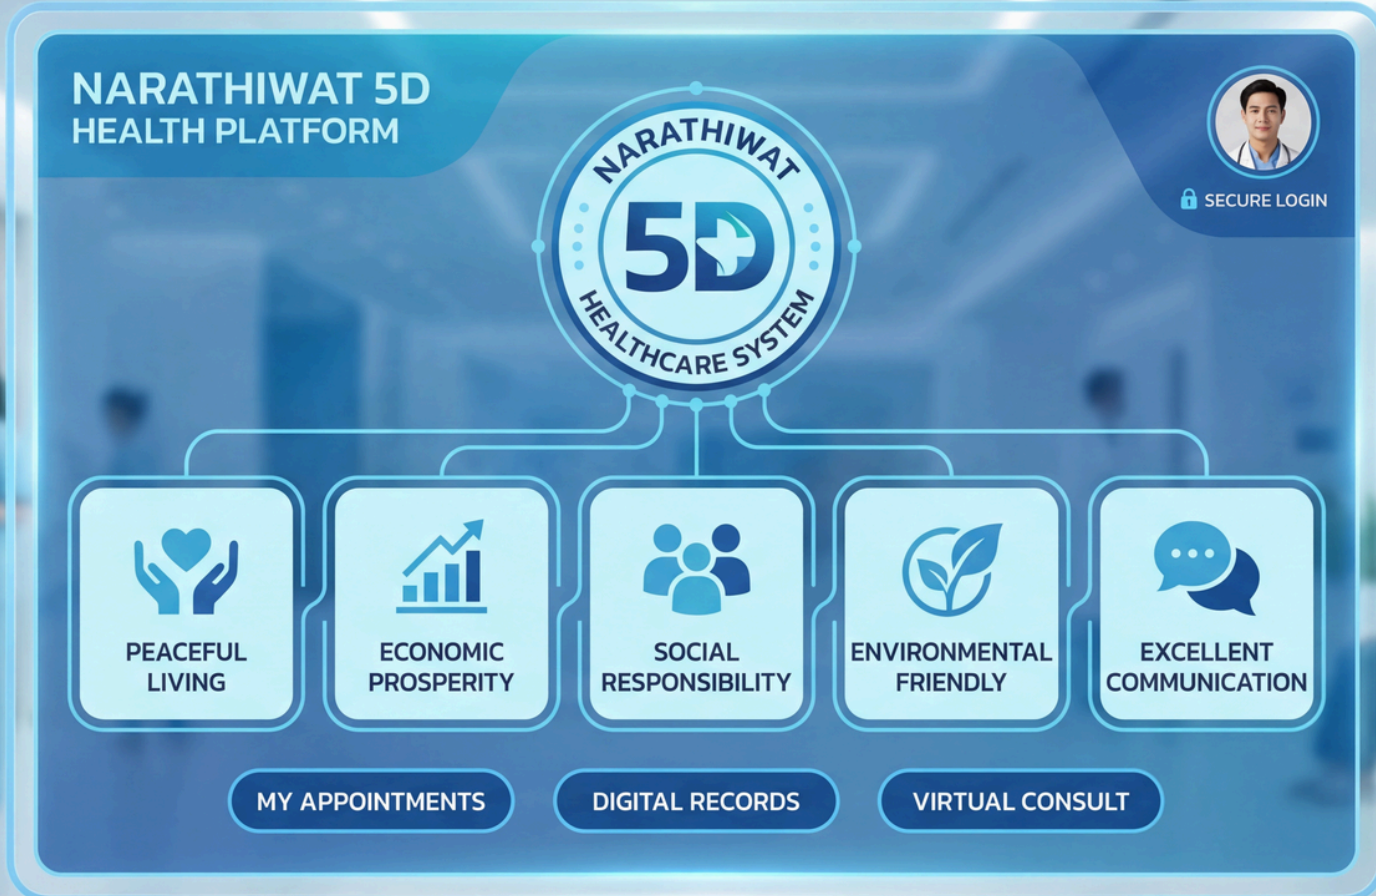 NARATHIWAT 5D
HEALTH PLATFORM
SECURE LOGIN
NARATHIWAT
5D
HEALTHCARE SYSTEM
PEACEFUL
LIVING
ECONOMIC
PROSPERITY
SOCIAL
RESPONSIBILITY
ENVIRONMENTAL
FRIENDLY
EXCELLENT
COMMUNICATION
MY APPOINTMENTS
DIGITAL RECORDS
VIRTUAL CONSULT